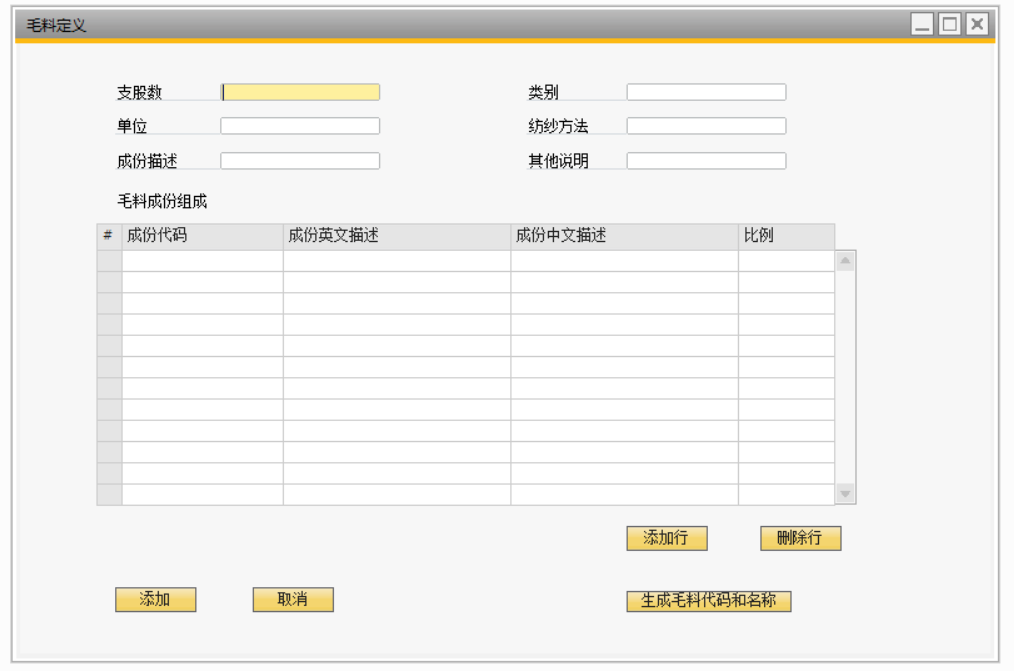 毛料定义
支股数 类别
单位 纺纱方法
成份描述 其他说明
毛料成份组成
# 成份代码 成份英文描述 成份中文描述 比例
添加行 删除行
添加 取消 生成毛料代码和名称